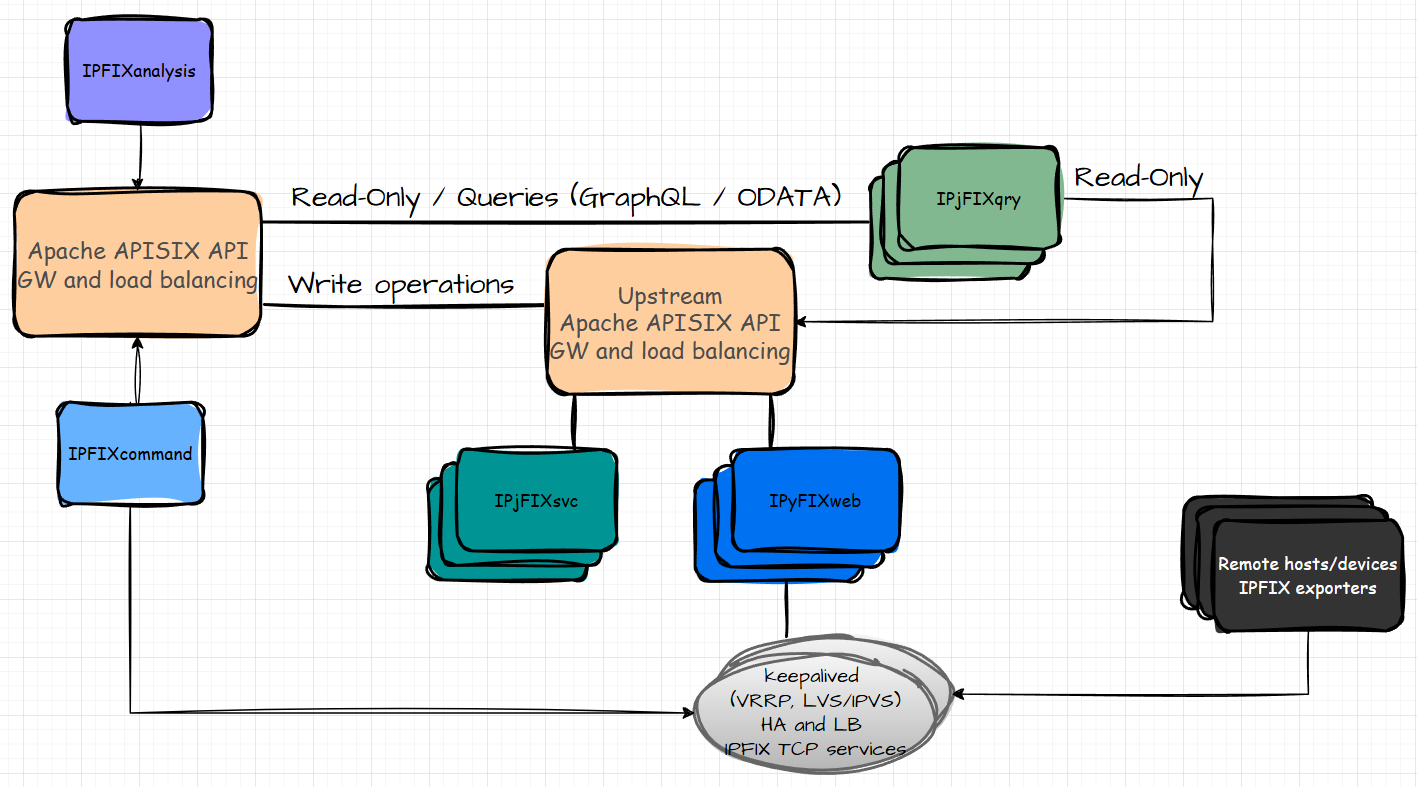 IPFIXanalysis
Read-Only / Queries (GraphQL / ODATA)
IPjFIXqry
Read-Only
Apache APISIX API
GW and load balancing
Write operations
Upstream
Apache APISIX API
GW and load balancing
IPFIXcommand
IPjFIXsvc
IPyFIXweb
Remote hosts/devices
IPFIX exporters
keepalived
(VRRP, LVS/IPVS)
HA and LB
IPFIX TCP services